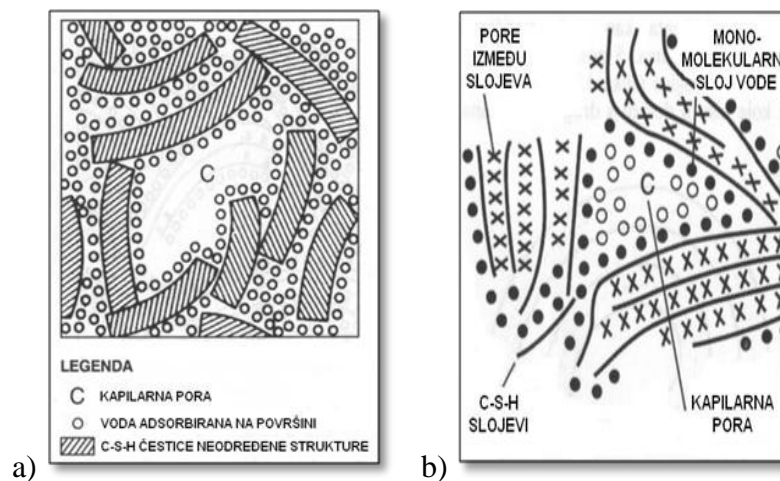 C
LEGENDA
C KAPILARNA PORA
VODA ADSORBIRANA NA POVRŠINI
C-S-H ČESTICE NEODREĐENE STRUKTURE
a)
PORE
IZMEĐU
SLOJEVA
MONO-
MOLEKULARN
SLOJ VODE
C
C-S-H
SLOJEVI
KAPILARNA
PORA
b)